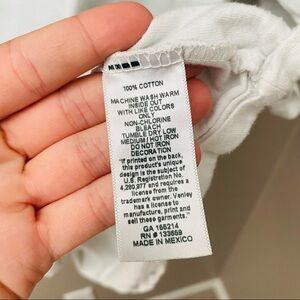 100% COTTON
MACHINE WASH WARM
INSIDE OUT
WITH LIKE COLORS
ONLY
NON-CHLORINE
BLEACH
TUMBLE DRY LOW
MEDIUM / HOT IRON
DO NOT IRON
DECORATION
"If printed on the back,
this product's unique
design is the subject of
U.S. Registration No.
4,280,977 and requires a
license from the
trademark owner. Venley
has a license to
manufacture, print and
sell these garments."
GA 156214
RN # 133669
MADE IN MEXICO